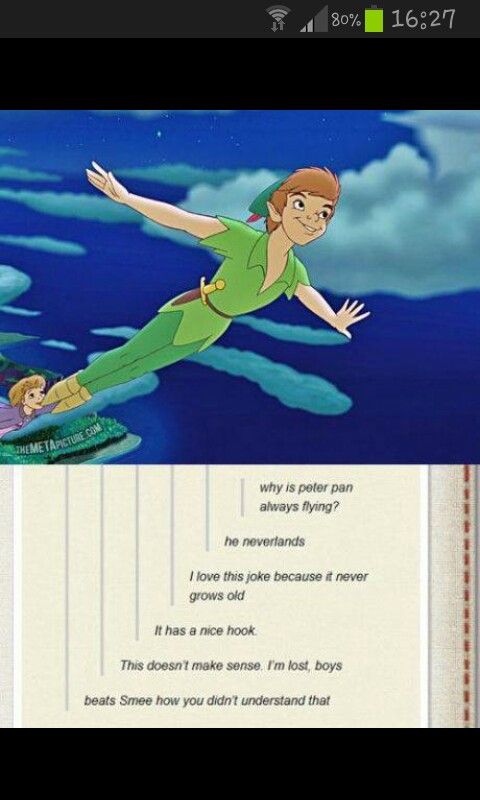 80% 16:27
THEMETAPICTURE.COM
why is peter pan
always flying?
he neverlands
I love this joke because it never
grows old
It has a nice hook.
This doesn't make sense. I'm lost, boys
beats Smee how you didn't understand that